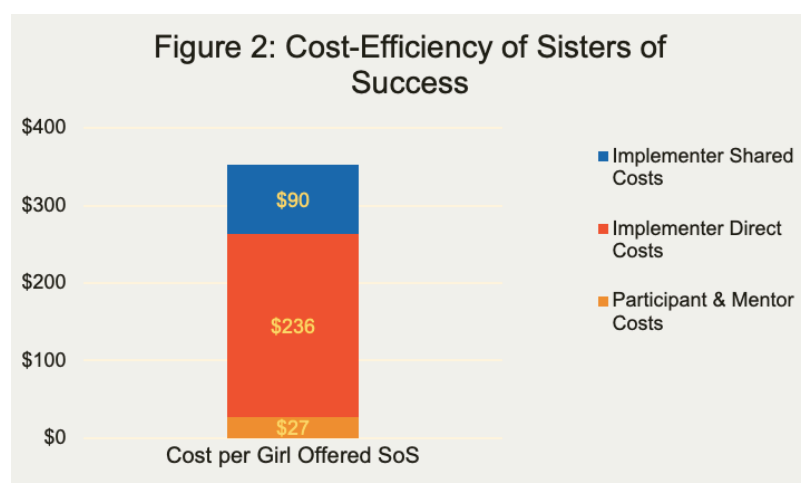 Figure 2: Cost-Efficiency of Sisters of
Success
$400
$300
$200
$100
$0
$90
$236
$27
Cost per Girl Offered SoS
Implementer Shared
Costs
Implementer Direct
Costs
Participant & Mentor
Costs